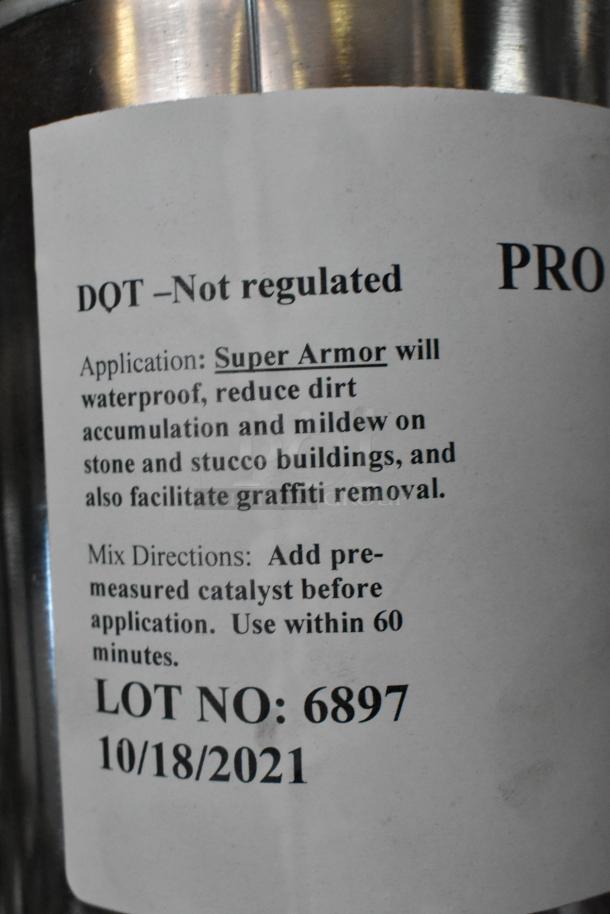 DOT –Not regulated
PRO
Application: Super Armor will
waterproof, reduce dirt
accumulation and mildew on
stone and stucco buildings, and
also facilitate graffiti removal.
Mix Directions: Add pre-
measured catalyst before
application. Use within 60
minutes.
LOT NO: 6897
10/18/2021